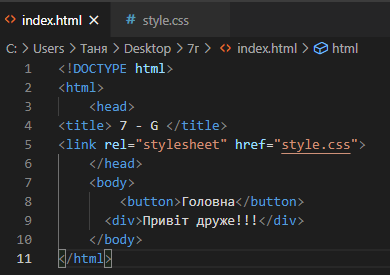 index.html × # style.css
C: > Users > Таня > Desktop > 7г > index.html > html
1 <!DOCTYPE html>
2 <html>
3 <head>
4 <title> 7 - G </title>
5 <link rel="stylesheet" href="style.css">
6 </head>
7 <body>
8 <button>Головна</button>
9 <div>Привіт друже!!!</div>
10 </body>
11 </html>